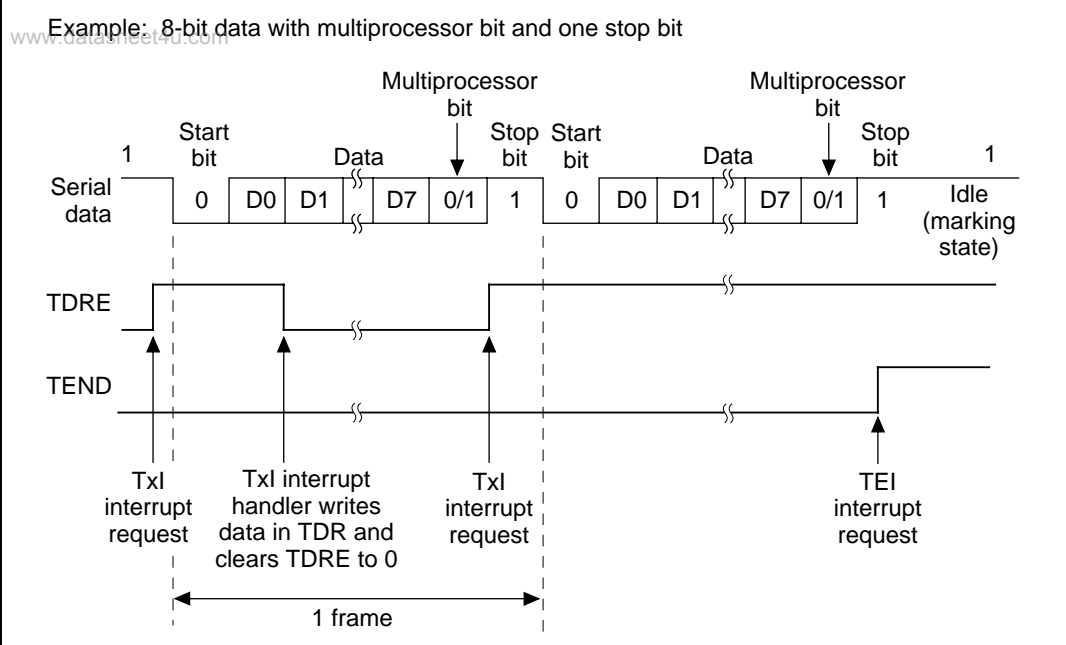 Example: 8-bit data with multiprocessor bit and one stop bit
www.datasheet4u.com
Multiprocessor
bit
Multiprocessor
bit
1
Start
bit
Data
Stop
bit
Start
bit
Data
Stop
bit
1
Serial
data
0 D0 D1 D7 0/1 1 0 D0 D1 D7 0/1 1
Idle
(marking
state)
TDRE
TEND
TxI
interrupt
request
TxI interrupt
handler writes
data in TDR and
clears TDRE to 0
TxI
interrupt
request
TEI
interrupt
request
1 frame